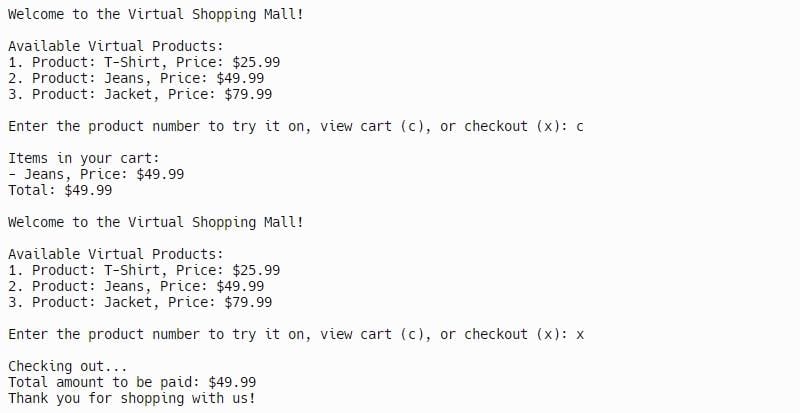 Welcome to the Virtual Shopping Mall!
Available Virtual Products:
1. Product: T-Shirt, Price: $25.99
2. Product: Jeans, Price: $49.99
3. Product: Jacket, Price: $79.99
Enter the product number to try it on, view cart (c), or checkout (x): c
Items in your cart:
- Jeans, Price: $49.99
Total: $49.99
Welcome to the Virtual Shopping Mall!
Available Virtual Products:
1. Product: T-Shirt, Price: $25.99
2. Product: Jeans, Price: $49.99
3. Product: Jacket, Price: $79.99
Enter the product number to try it on, view cart (c), or checkout (x): x
Checking out...
Total amount to be paid: $49.99
Thank you for shopping with us!